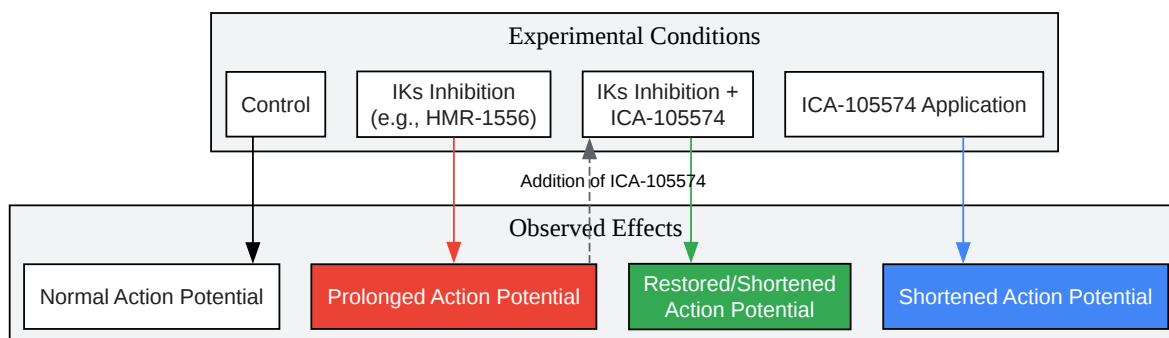 Experimental Conditions
Control
IKs Inhibition
(e.g., HMR-1556)
IKs Inhibition +
ICA-105574
ICA-105574 Application
Addition of ICA-105574
Observed Effects
Normal Action Potential
Prolonged Action Potential
Restored/Shortened
Action Potential
Shortened Action Potential